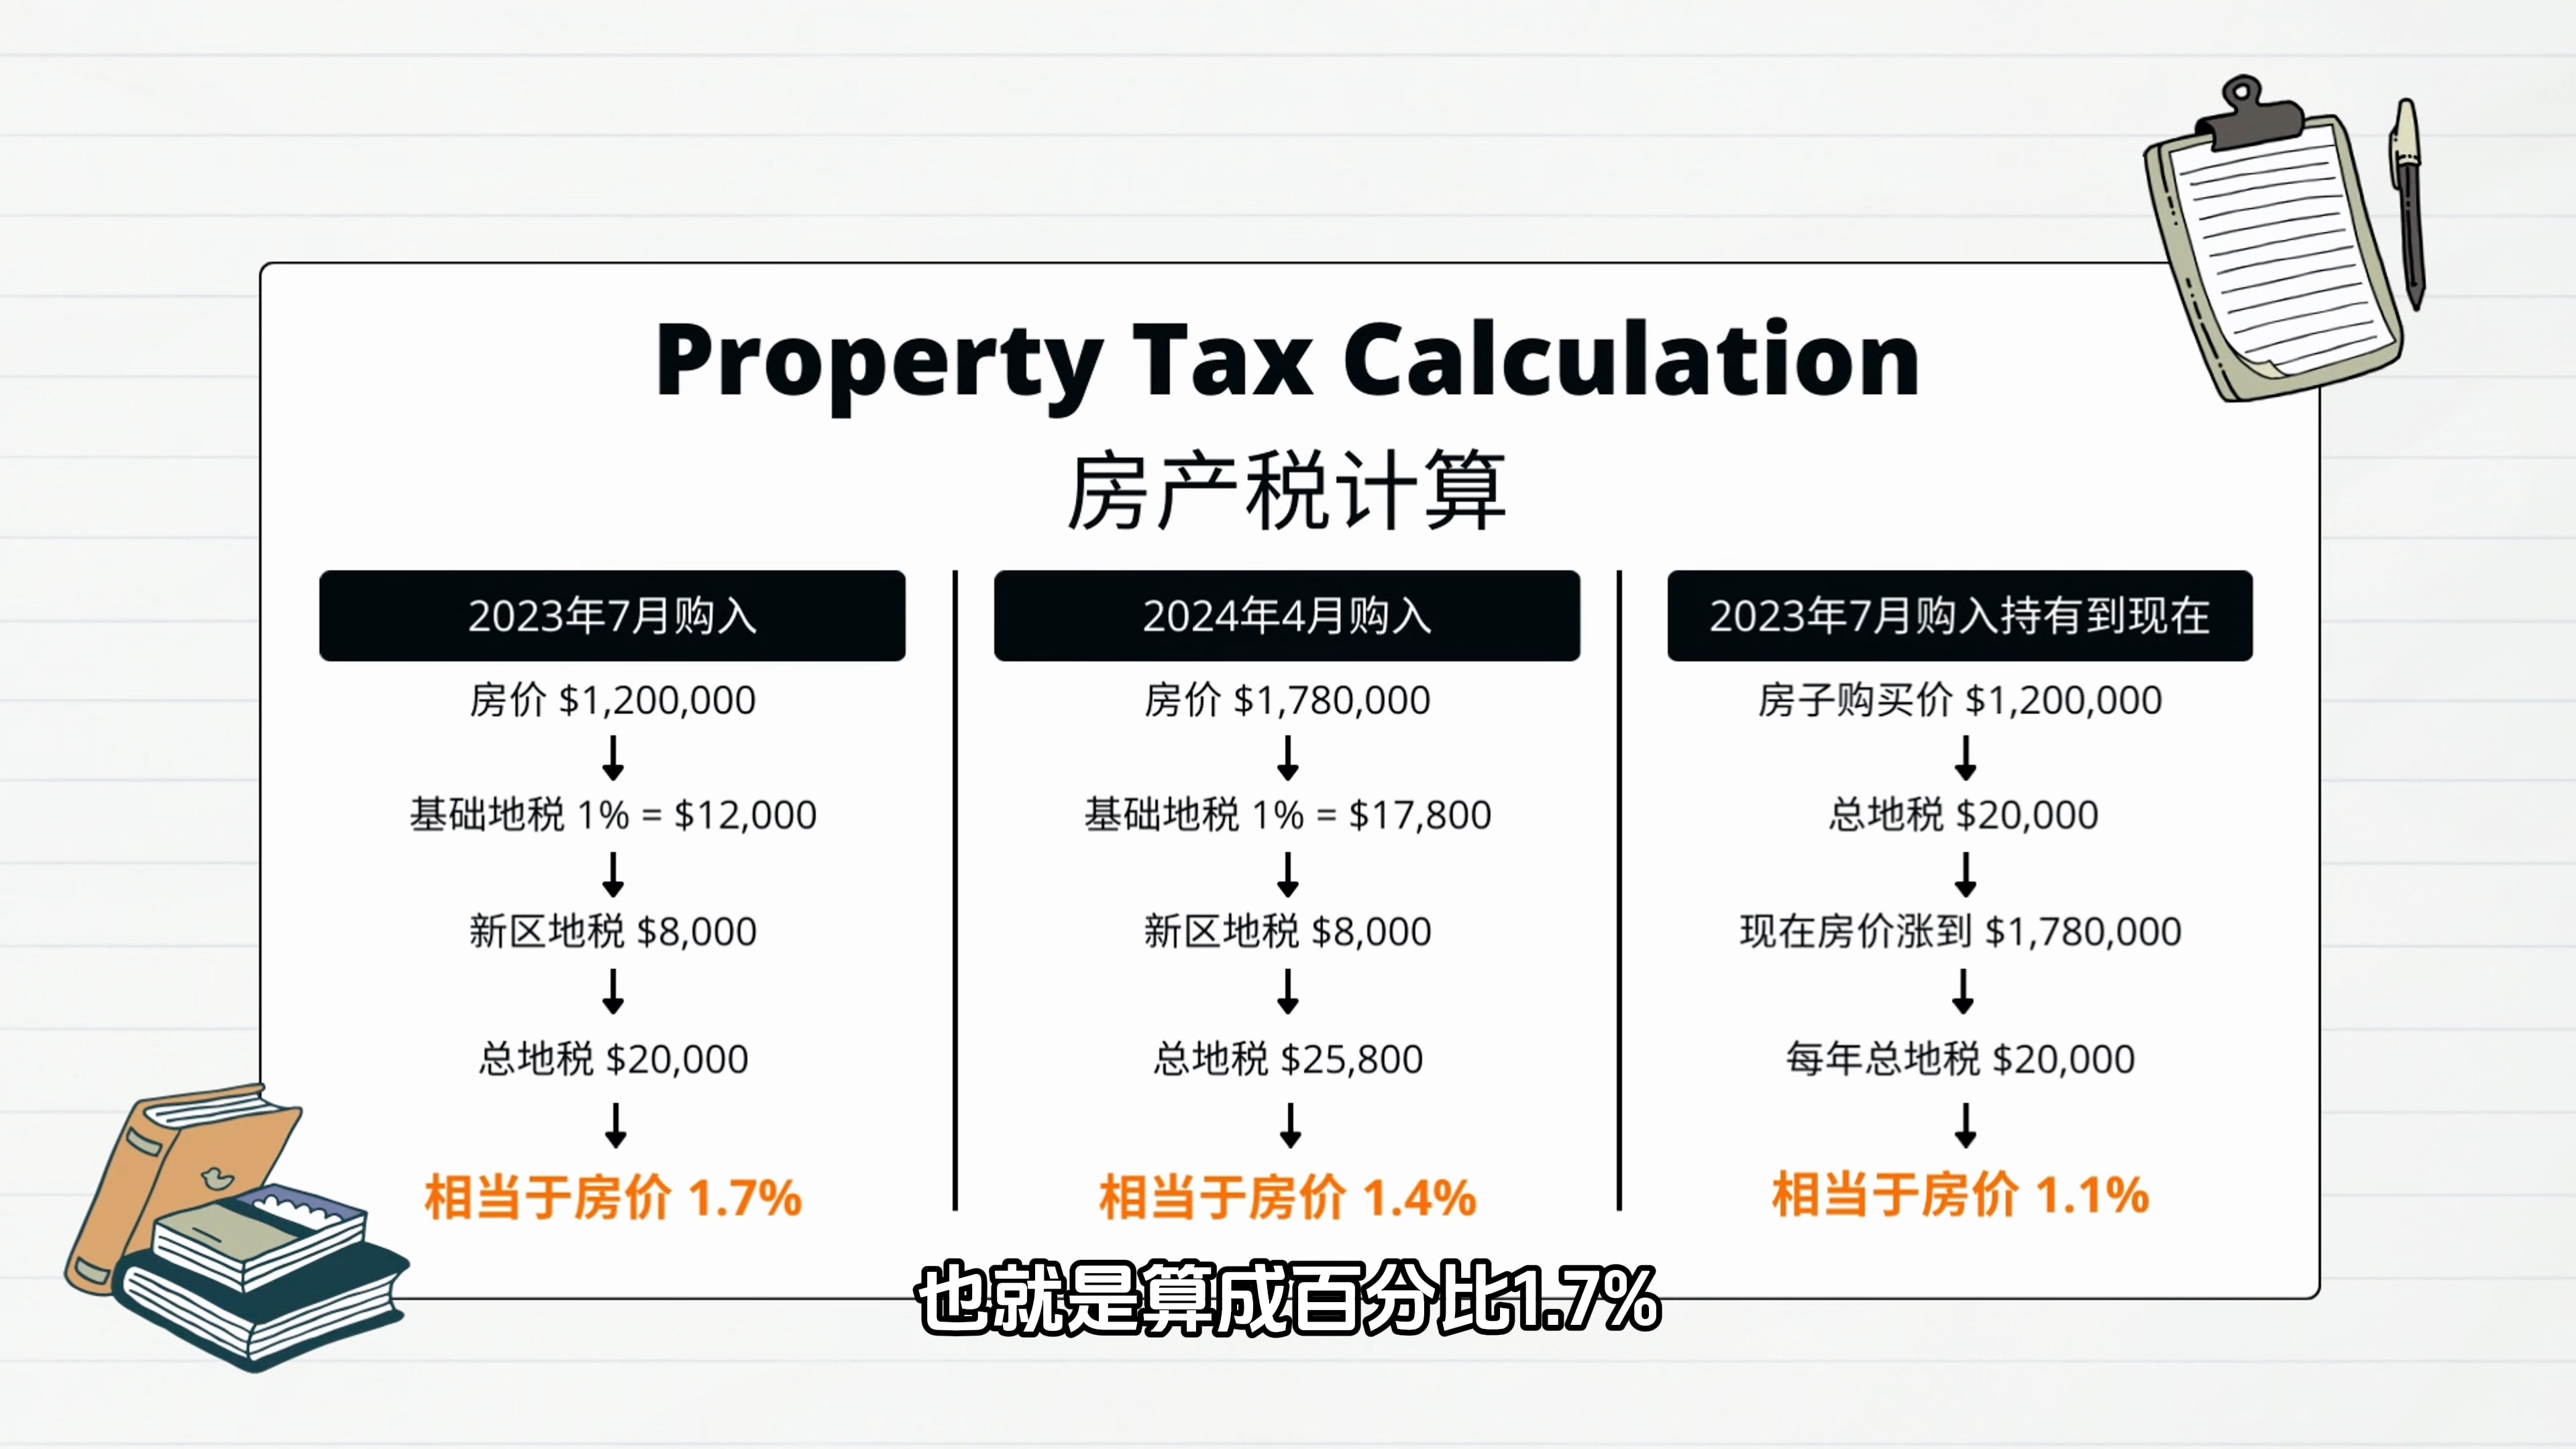 Property Tax Calculation
房产税计算
2023年7月购入
房价 $1,200,000
基础地税 1% = $12,000
新区地税 $8,000
总地税 $20,000
相当于房价 1.7%
2024年4月购入
房价 $1,780,000
基础地税 1% = $17,800
新区地税 $8,000
总地税 $25,800
相当于房价 1.4%
2023年7月购入持有到现在
房子购买价 $1,200,000
总地税 $20,000
现在房价涨到 $1,780,000
每年总地税 $20,000
相当于房价 1.1%
也就是算成百分比1.7%